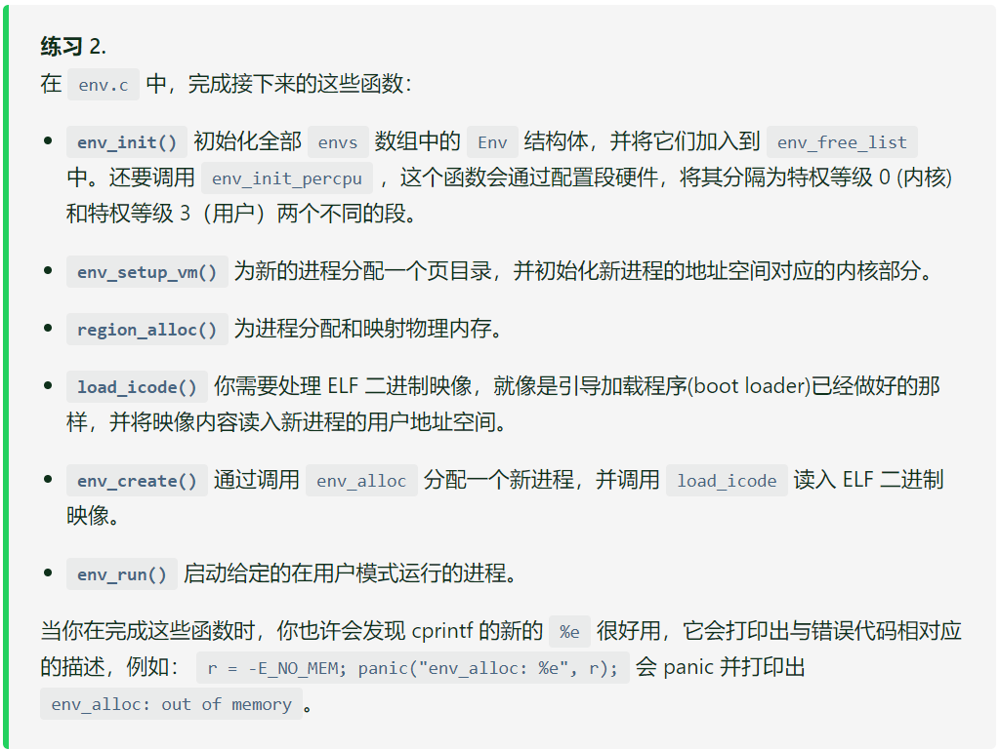 练习 2.
在 env.c 中，完成接下来的这些函数：
env_init() 初始化全部 envs 数组中的 Env 结构体，并将它们加入到 env_free_list
中。还要调用 env_init_percpu ，这个函数会通过配置段硬件，将其分隔为特权等级 0 (内核)
和特权等级 3（用户）两个不同的段。
env_setup_vm() 为新的进程分配一个页目录，并初始化新进程的地址空间对应的内核部分。
region_alloc() 为进程分配和映射物理内存。
load_icode() 你需要处理 ELF 二进制映像，就像是引导加载程序(boot loader)已经做好的那
样，并将映像内容读入新进程的用户地址空间。
env_create() 通过调用 env_alloc 分配一个新进程，并调用 load_icode 读入 ELF 二进制
映像。
env_run() 启动给定的在用户模式运行的进程。
当你在完成这些函数时，你也许会发现 cprintf 的新的 %e 很好用，它会打印出与错误代码相对应
的描述，例如： r = -E_NO_MEM; panic("env_alloc: %e", r); 会 panic 并打印出
env_alloc: out of memory 。